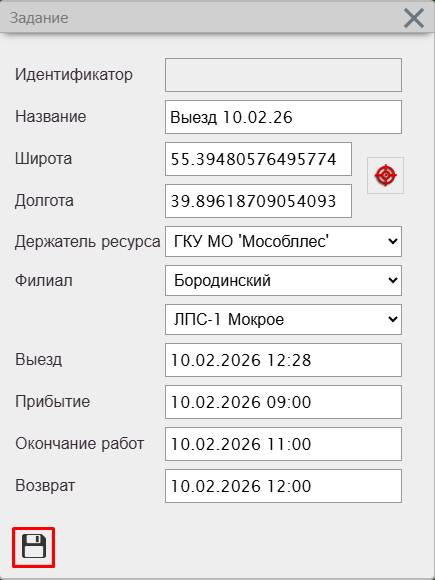 Задание
Идентификатор
Название Выезд 10.02.26
Широта 55.39480576495774
Долгота 39.89618709054093
Держатель ресурса ГКУ МО 'Мособллес'
Филиал Бородинский
ЛПС-1 Мокрое
Выезд 10.02.2026 12:28
Прибытие 10.02.2026 09:00
Окончание работ 10.02.2026 11:00
Возврат 10.02.2026 12:00